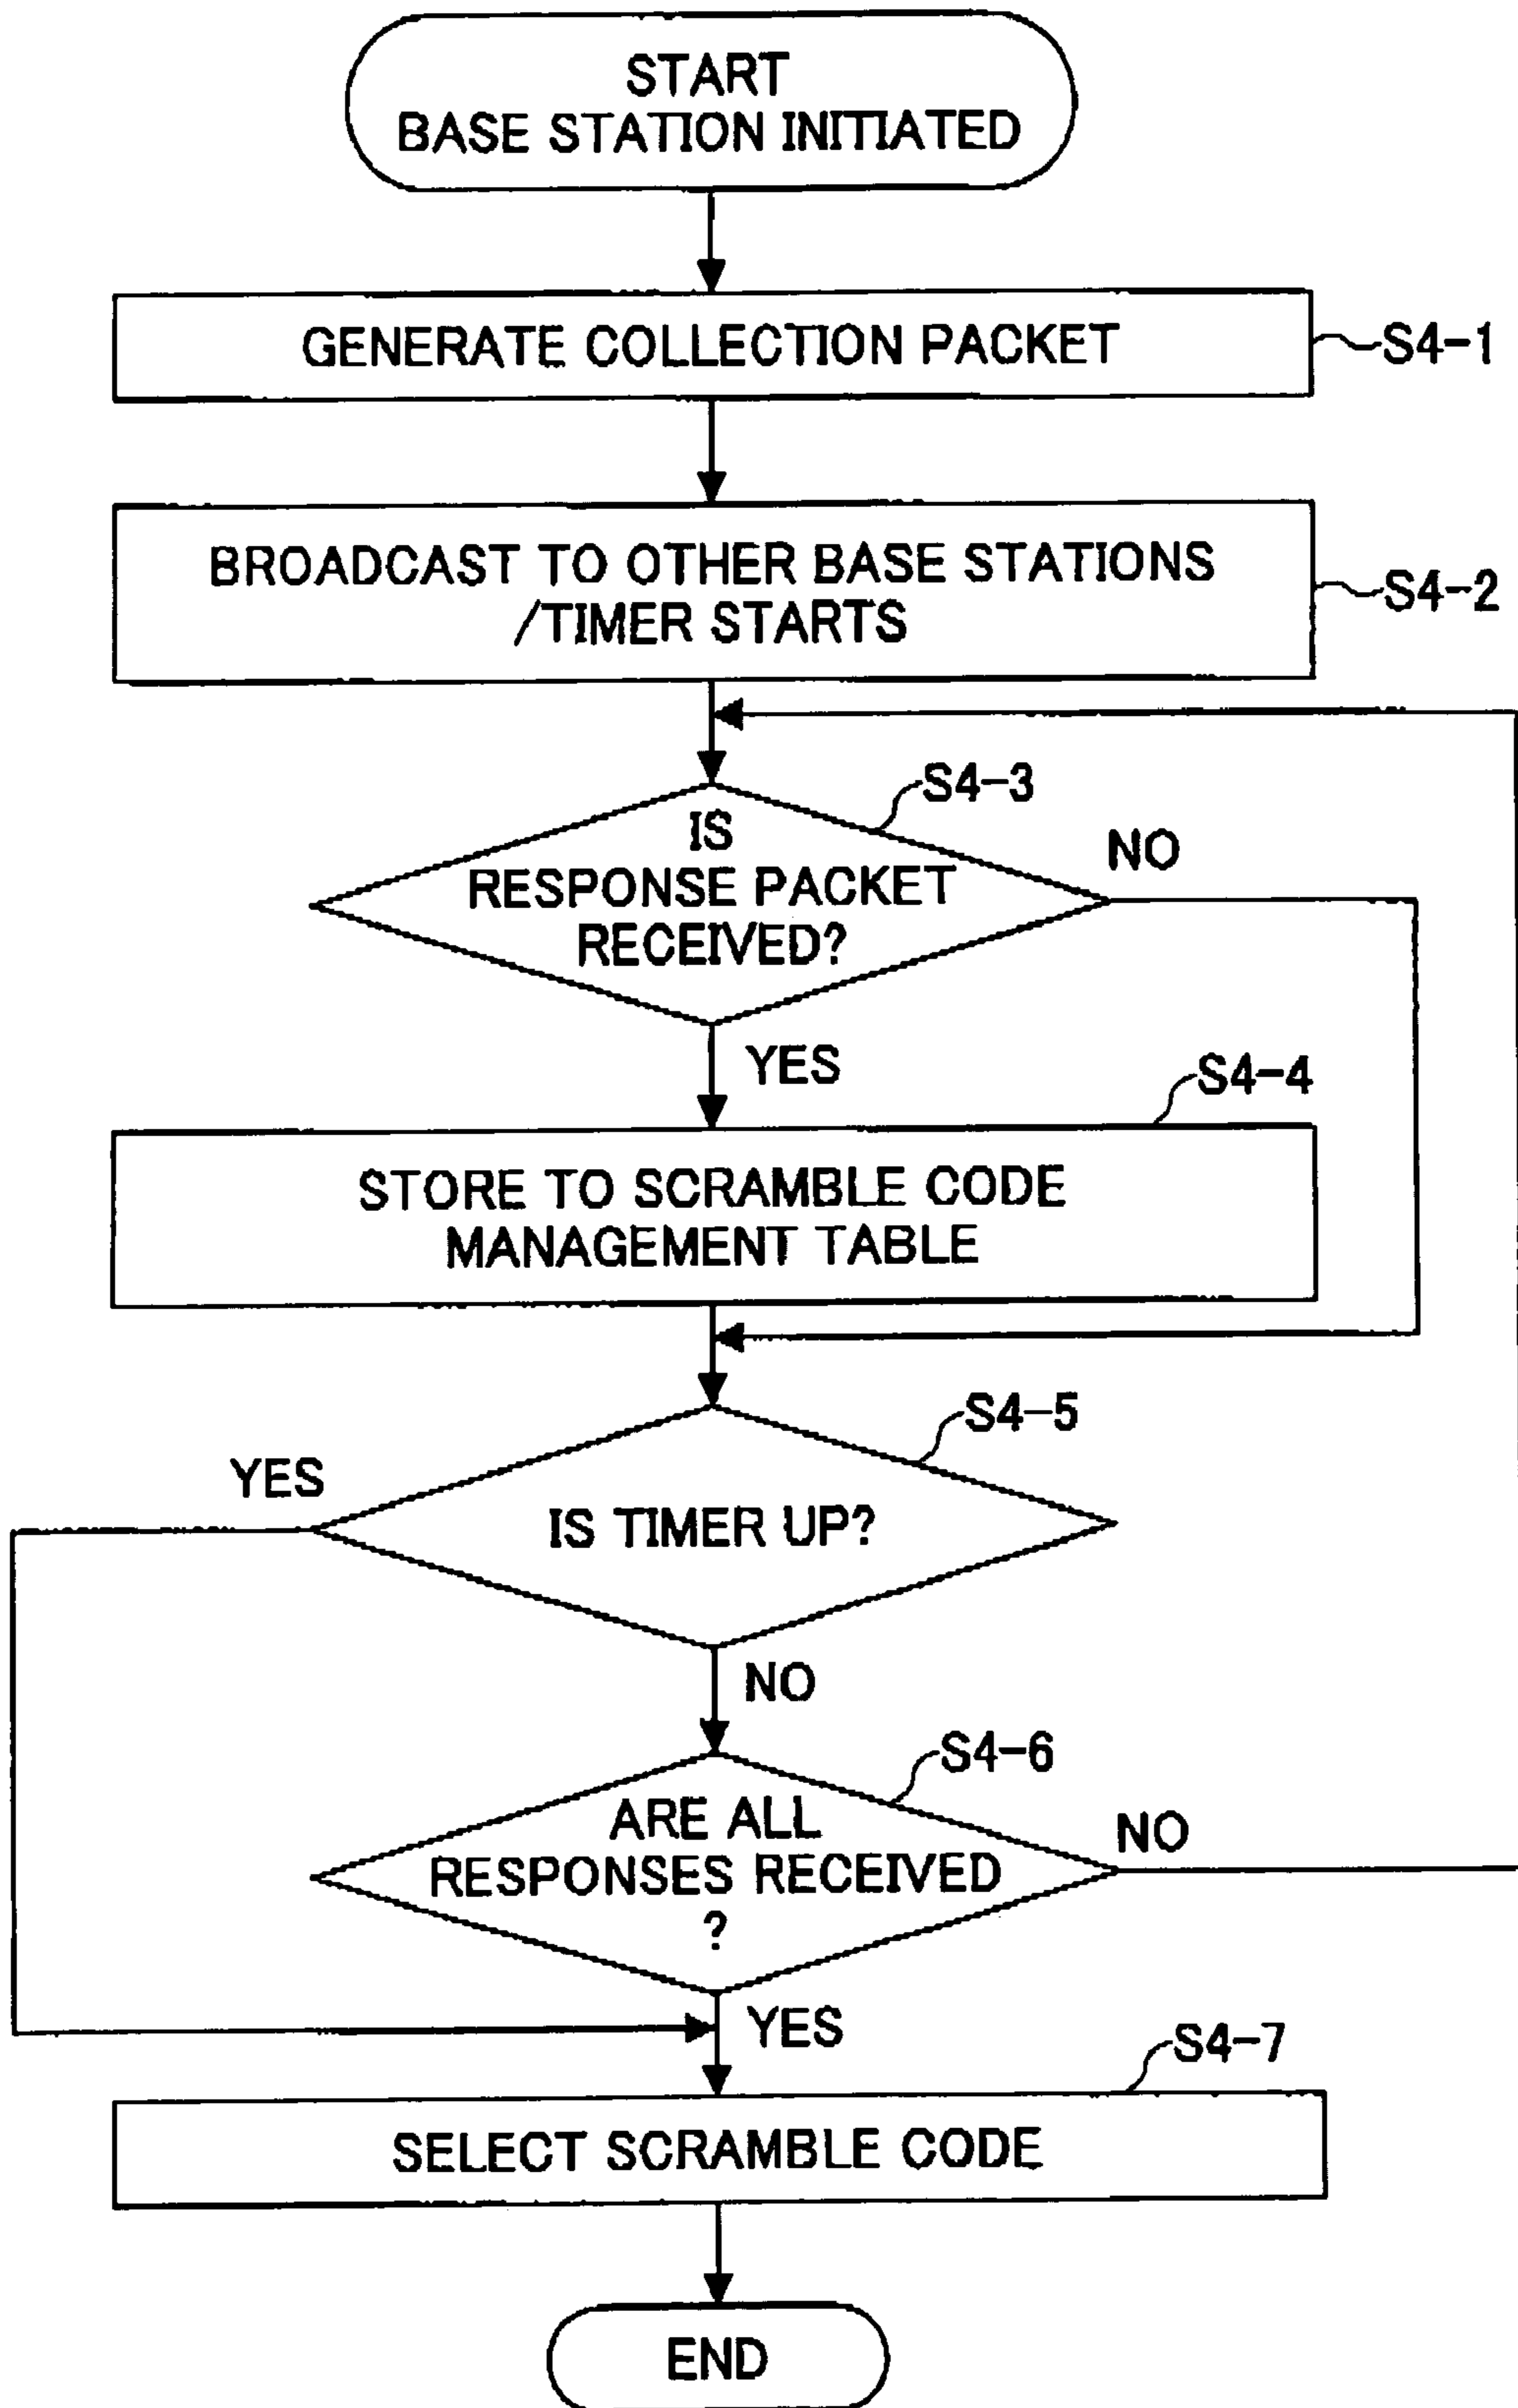 START
BASE STATION INITIATED
GENERATE COLLECTION PACKET
S4-1
BROADCAST TO OTHER BASE STATIONS
/TIMER STARTS
S4-2
S4-3
IS
RESPONSE PACKET
RECEIVED?
NO
YES
S4-4
STORE TO SCRAMBLE CODE
MANAGEMENT TABLE
S4-5
YES
IS TIMER UP?
NO
S4-6
ARE ALL
RESPONSES RECEIVED
?
NO
YES
S4-7
SELECT SCRAMBLE CODE
END